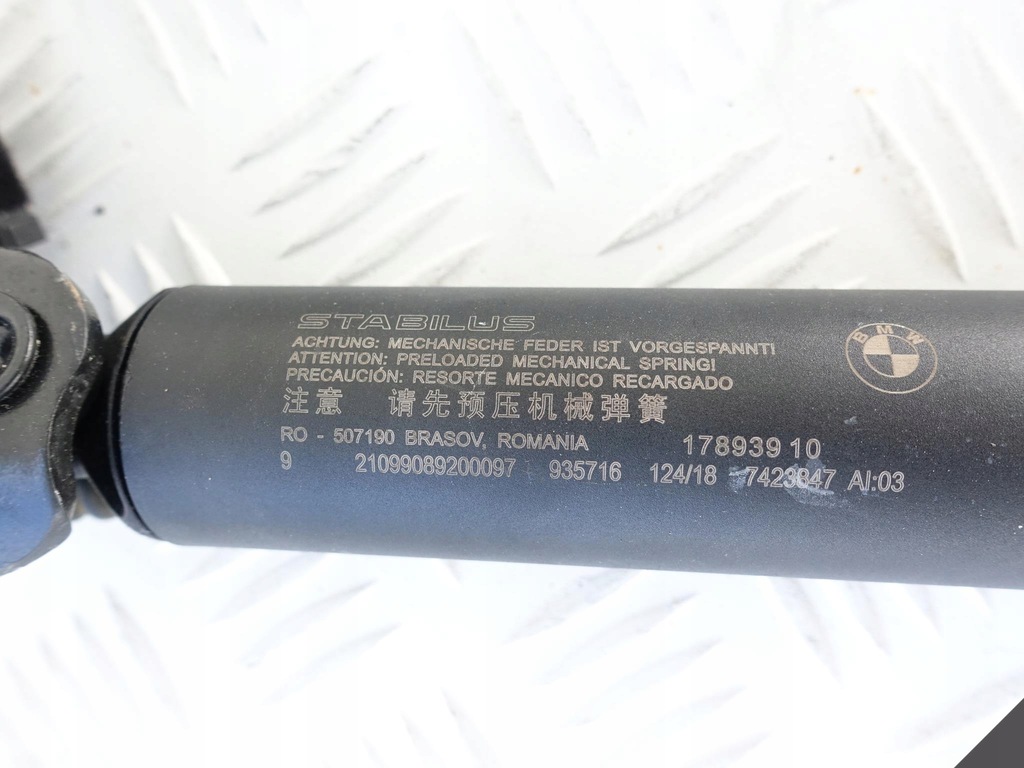 STABILUS
ACHTUNG: MECHANISCHE FEDER IST VORGESPANNT!
ATTENTION: PRELOADED MECHANICAL SPRING!
PRECAUCIÓN: RESORTE MECANICO RECARGADO
注意 请先预压机械弹簧
BMW
RO - 507190 BRASOV, ROMANIA 17893910
9 21099089200097 935716 124/18 7423847 AI:03